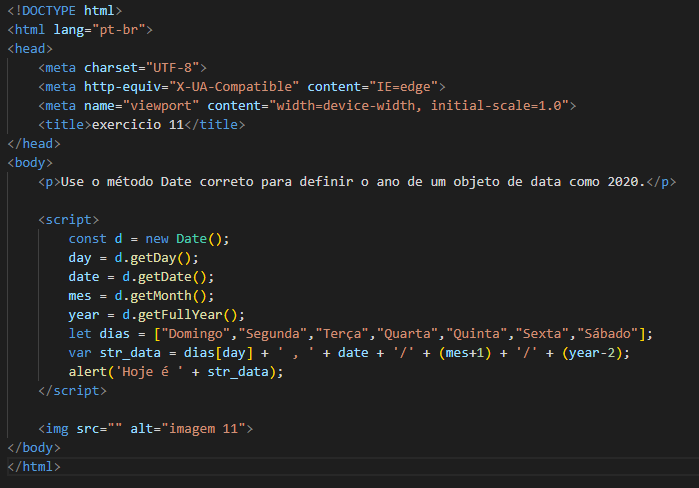 <!DOCTYPE html>
<html lang="pt-br">
<head>
    <meta charset="UTF-8">
    <meta http-equiv="X-UA-Compatible" content="IE=edge">
    <meta name="viewport" content="width=device-width, initial-scale=1.0">
    <title>exercicio 11</title>
</head>
<body>
    <p>Use o método Date correto para definir o ano de um objeto de data como 2020.</p>

    <script>
        const d = new Date();
        day = d.getDay();
        date = d.getDate();
        mes = d.getMonth();
        year = d.getFullYear();
        let dias = ["Domingo","Segunda","Terça","Quarta","Quinta","Sexta","Sábado"];
        var str_data = dias[day] + ' , ' + date + '/' + (mes+1) + '/' + (year-2);
        alert('Hoje é ' + str_data);
    </script>

    <img src="" alt="imagem 11">
</body>
</html>